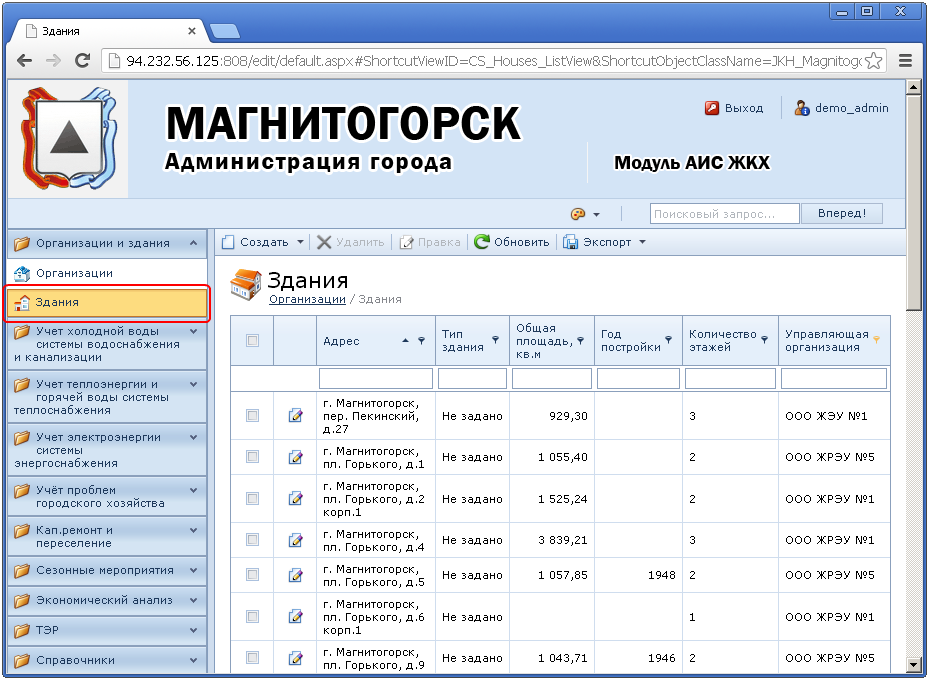 Здания
94.232.56.125:808/edit/default.aspx#ShortcutViewID=CS_Houses_ListView&ShortcutObjectClassName=JKH_Magnitogo
МАГНИТОГОРСК
Администрация города
Модуль АИС ЖКХ
Выход
demo_admin
Поисковый запрос...
Вперед!
Организации и здания
Организации
Здания
Учет холодной воды
системы водоснабжения
и канализации
Учет теплоэнергии и
горячей воды системы
теплоснабжения
Учет электроэнергии
системы
энергоснабжения
Учёт проблем
городского хозяйства
Кап.ремонт и
переселение
Сезонные мероприятия
Экономический анализ
ТЭР
Справочники
Создать Удалить Правка Обновить Экспорт
Здания
Организации / Здания
Адрес
Тип
здания
Общая
площадь,
кв.м
Год
постройки
Количество
этажей
Управляющая
организация
г. Магнитогорск,
пер. Пекинский,
д.27
Не задано 929,30 3 ООО ЖЭУ №1
г. Магнитогорск,
пл. Горького, д.1
Не задано 1 055,40 2 ООО ЖРЭУ №5
г. Магнитогорск,
пл. Горького, д.2
корп.1
Не задано 1 525,24 2 ООО ЖРЭУ №1
г. Магнитогорск,
пл. Горького, д.4
Не задано 3 839,21 3 ООО ЖРЭУ №1
г. Магнитогорск,
пл. Горького, д.5
Не задано 1 057,85 1948 2 ООО ЖРЭУ №5
г. Магнитогорск,
пл. Горького, д.6
корп.1
Не задано 1 ООО ЖРЭУ №1
г. Магнитогорск,
пл. Горького, д.9
Не задано 1 043,71 1946 2 ООО ЖРЭУ №5